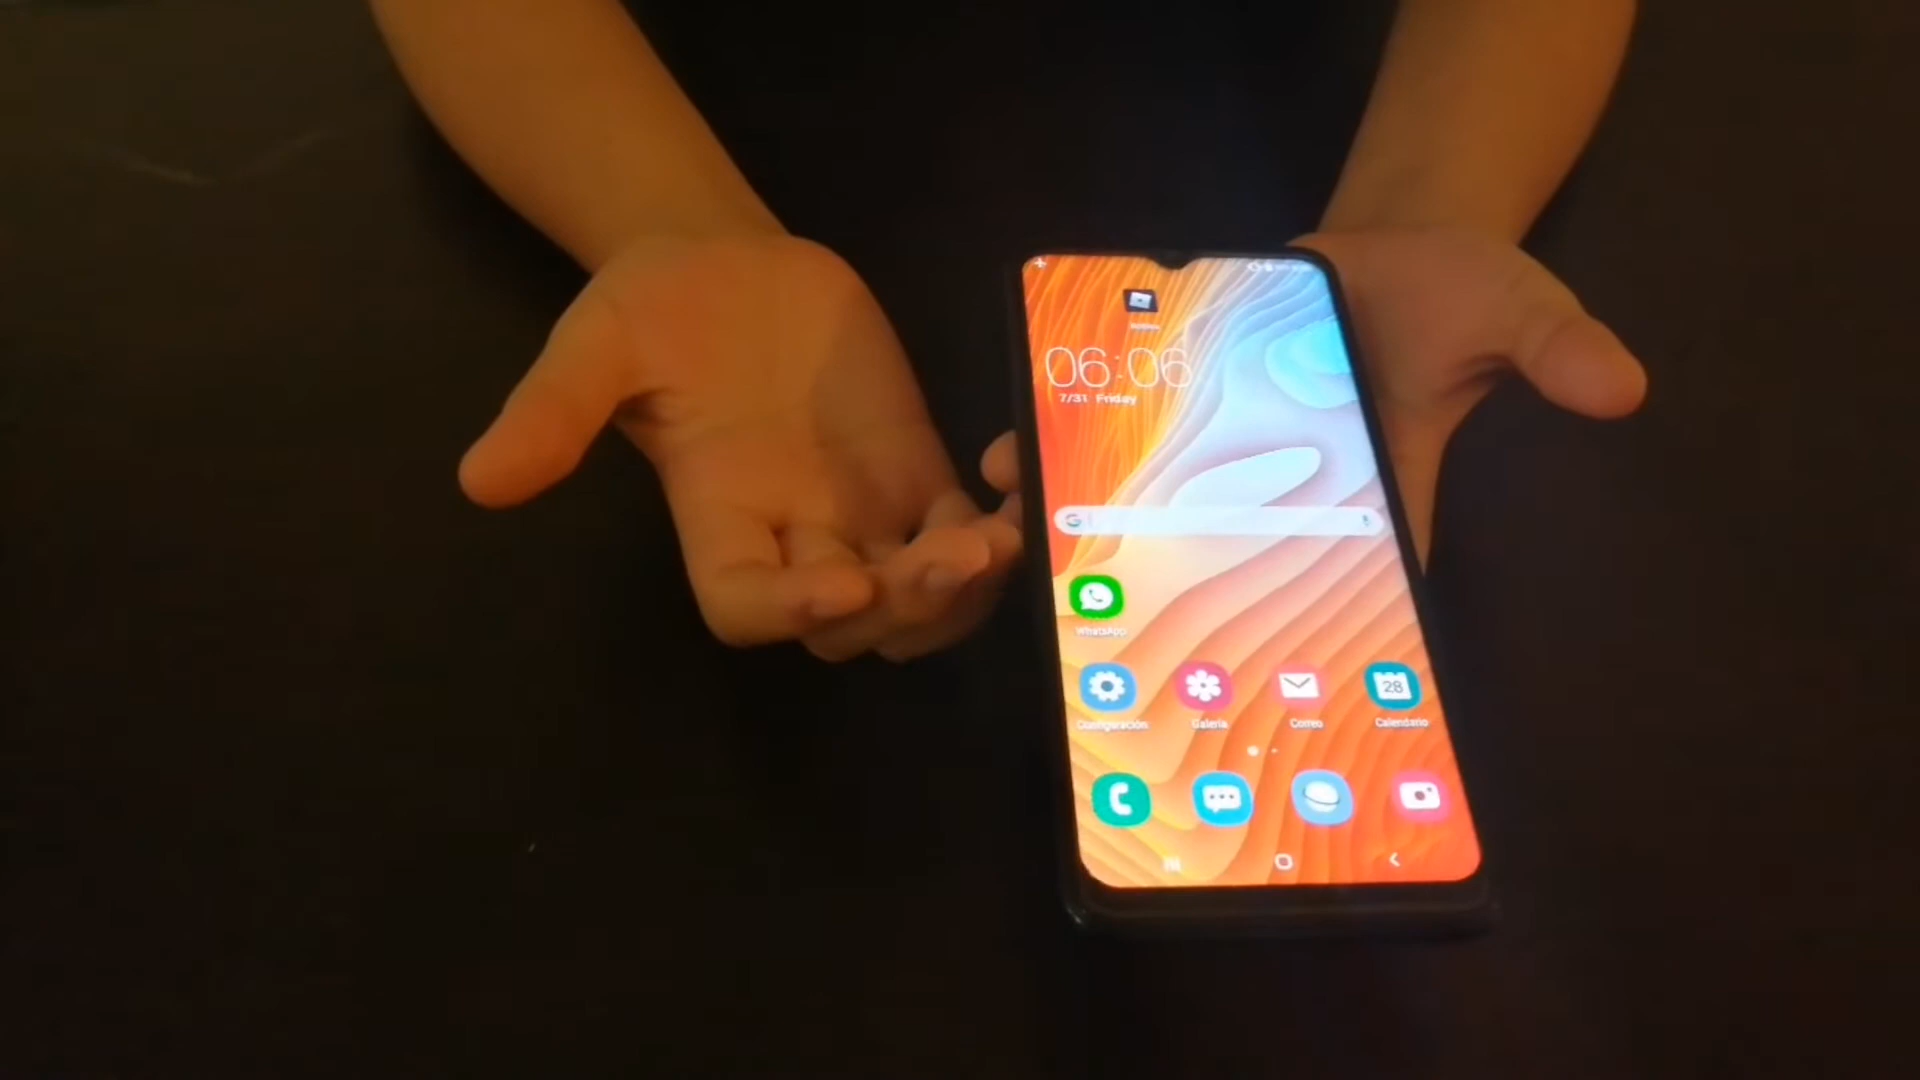 06:06
7/31 Friday
WhatsApp
Configuración
Galería
Correo
28
Calendario